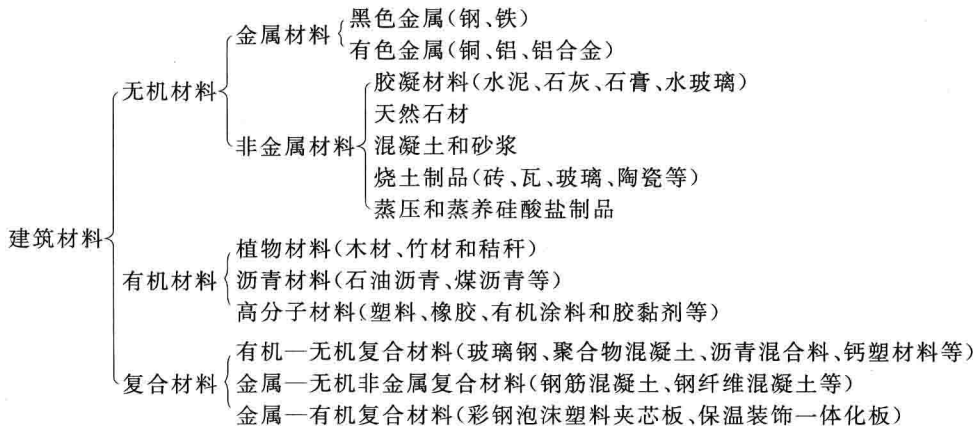 黑色金属(钢、铁)
金属材料
有色金属(铜、铝、铝合金)
胶凝材料(水泥、石灰、石膏、水玻璃)
无机材料
天然石材
非金属材料
混凝土和砂浆
烧土制品(砖、瓦、玻璃、陶瓷等)
蒸压和蒸养硅酸盐制品
建筑材料
植物材料(木材、竹材和秸秆)
有机材料
沥青材料(石油沥青、煤沥青等)
高分子材料(塑料、橡胶、有机涂料和胶黏剂等)
有机—无机复合材料(玻璃钢、聚合物混凝土、沥青混合料、钙塑材料等)
复合材料
金属—无机非金属复合材料(钢筋混凝土、钢纤维混凝土等)
金属—有机复合材料(彩钢泡沫塑料夹芯板、保温装饰一体化板)